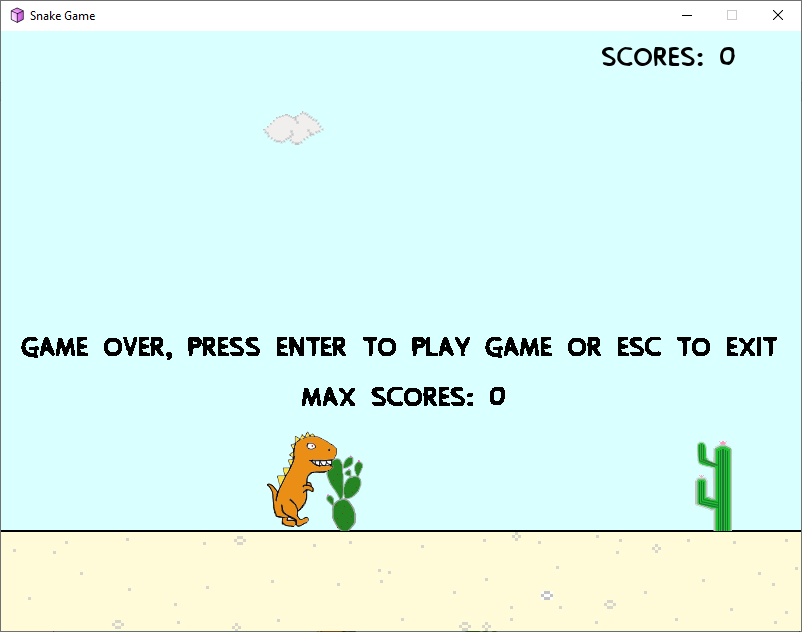 Snake Game
SCORES: 0
GAME OVER, PRESS ENTER TO PLAY GAME OR ESC TO EXIT
MAX SCORES: 0